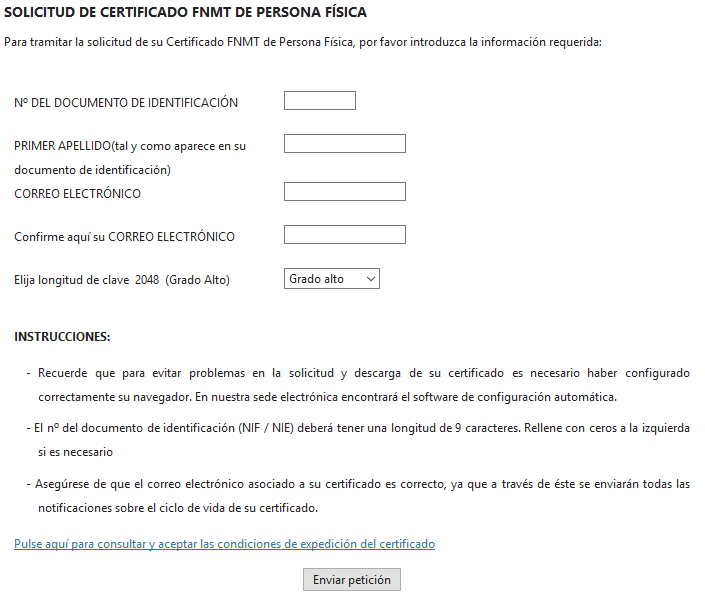 SOLICITUD DE CERTIFICADO FNMT DE PERSONA FÍSICA
Para tramitar la solicitud de su Certificado FNMT de Persona Física, por favor introduzca la información requerida:
Nº DEL DOCUMENTO DE IDENTIFICACIÓN
PRIMER APELLIDO(tal y como aparece en su
documento de identificación)
CORREO ELECTRÓNICO
Confirme aquí su CORREO ELECTRÓNICO
Elija longitud de clave 2048 (Grado Alto) Grado alto
INSTRUCCIONES:
- Recuerde que para evitar problemas en la solicitud y descarga de su certificado es necesario haber configurado
correctamente su navegador. En nuestra sede electrónica encontrará el software de configuración automática.
- El nº del documento de identificación (NIF / NIE) deberá tener una longitud de 9 caracteres. Rellene con ceros a la izquierda
si es necesario
- Asegúrese de que el correo electrónico asociado a su certificado es correcto, ya que a través de éste se enviarán todas las
notificaciones sobre el ciclo de vida de su certificado.
Pulse aquí para consultar y aceptar las condiciones de expedición del certificado
Enviar petición